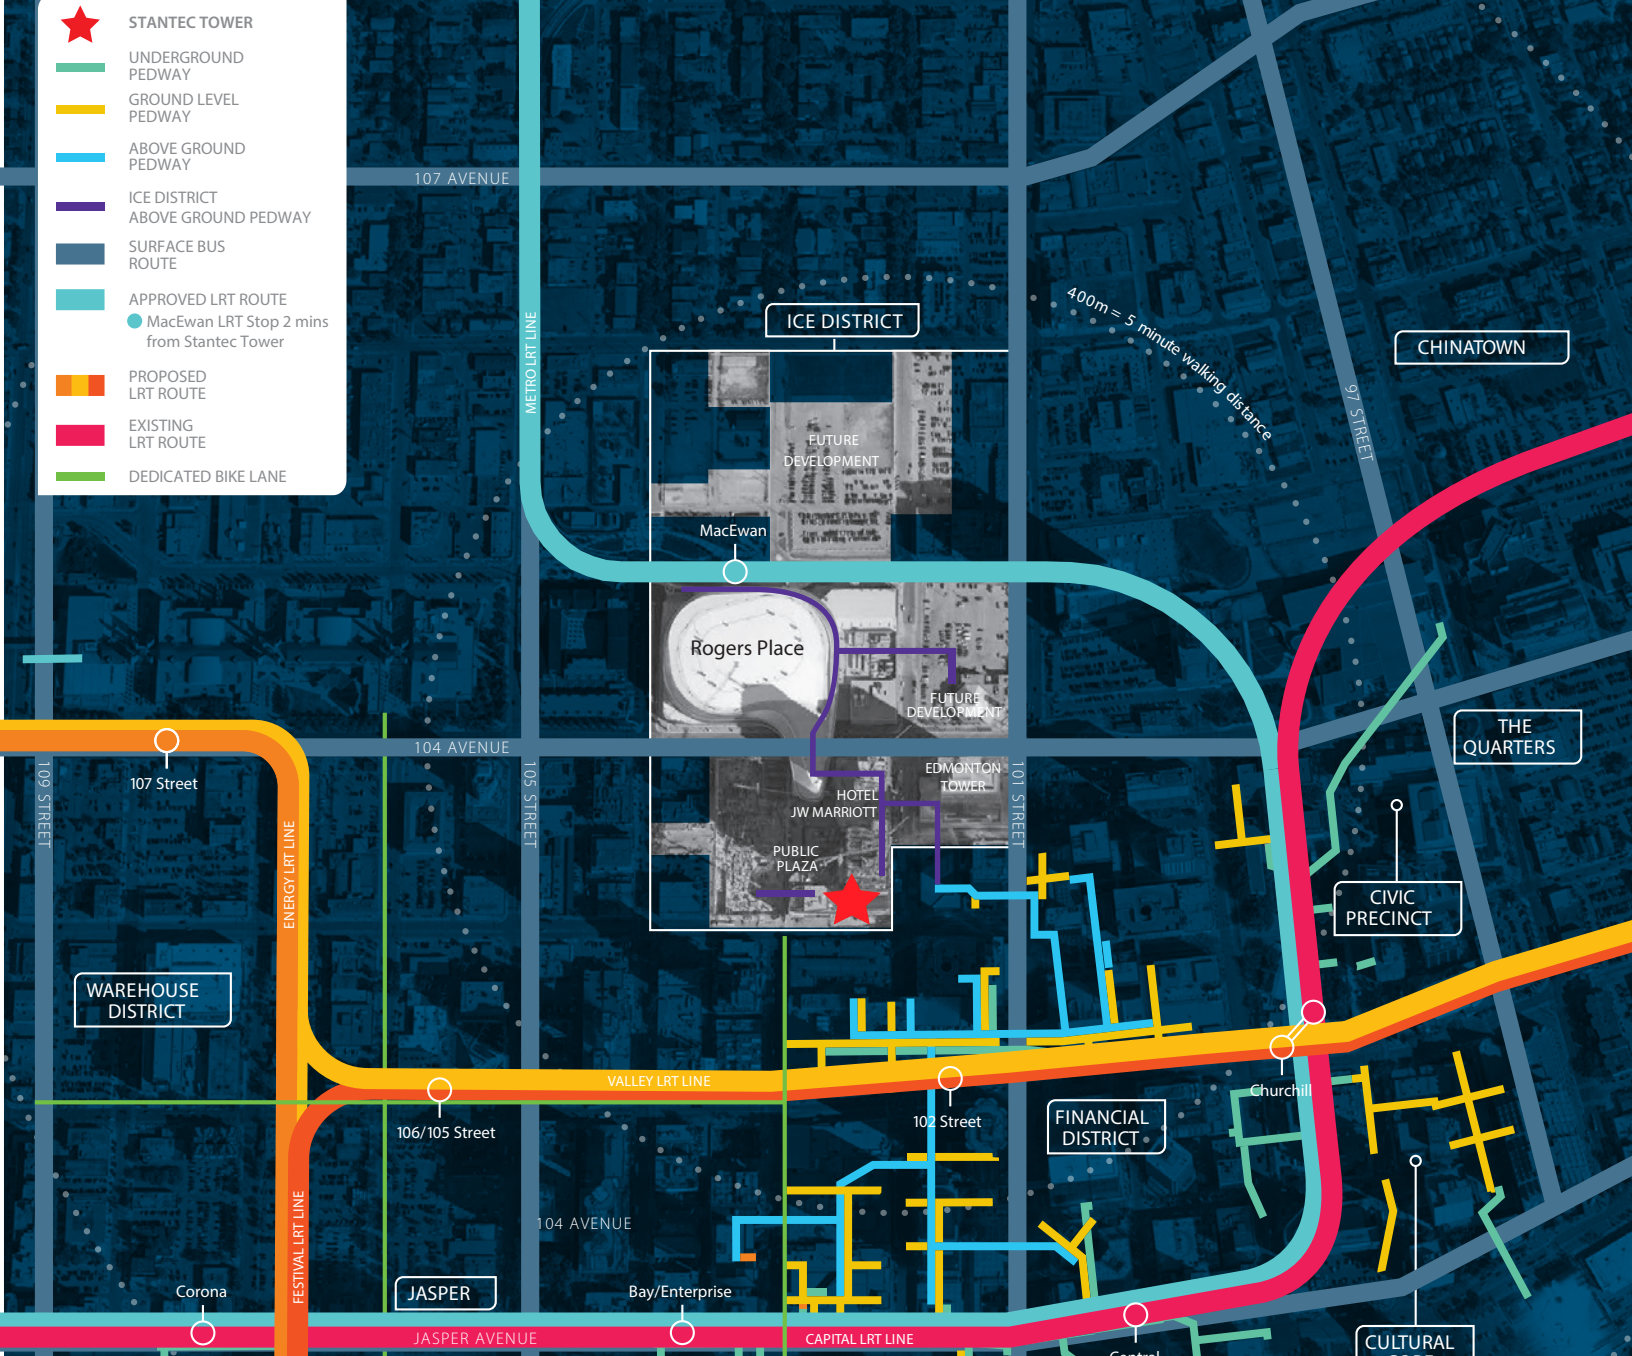 STANTEC TOWER
UNDERGROUND
PEDWAY
GROUND LEVEL
PEDWAY
ABOVE GROUND
PEDWAY
ICE DISTRICT
ABOVE GROUND PEDWAY
SURFACE BUS
ROUTE
APPROVED LRT ROUTE
MacEwan LRT Stop 2 mins
from Stantec Tower
PROPOSED
LRT ROUTE
EXISTING
LRT ROUTE
DEDICATED BIKE LANE
107 AVENUE
METRO LRT LINE
ICE DISTRICT
400m = 5 minute walking distance
CHINATOWN
97 STREET
FUTURE
DEVELOPMENT
MacEwan
Rogers Place
FUTURE
DEVELOPMENT
104 AVENUE
107 Street
109 STREET
105 STREET
101 STREET
EDMONTON
TOWER
HOTEL
JW MARRIOTT
PUBLIC
PLAZA
THE
QUARTERS
CIVIC
PRECINCT
ENERGY LRT LINE
WAREHOUSE
DISTRICT
VALLEY LRT LINE
106/105 Street
102 Street
Churchill
FINANCIAL
DISTRICT
FESTIVAL LRT LINE
104 AVENUE
Corona
JASPER
Bay/Enterprise
JASPER AVENUE
CAPITAL LRT LINE
CULTURAL